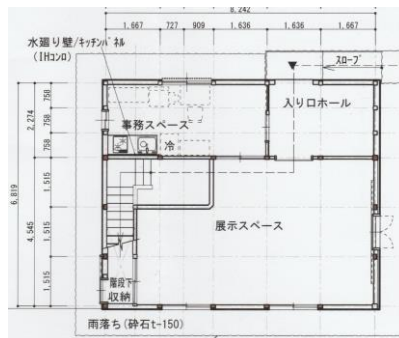 8,242
1,667 727 909 1,636 1,636 1,667
水廻り壁/キッチンパネル
(IHコンロ)
スロープ
758
2,274
758
758
事務スペース
入り口ホール
冷
6,819
1,515
4,545
1,515
1,515
展示スペース
階段下
収納
雨落ち(砕石t-150)